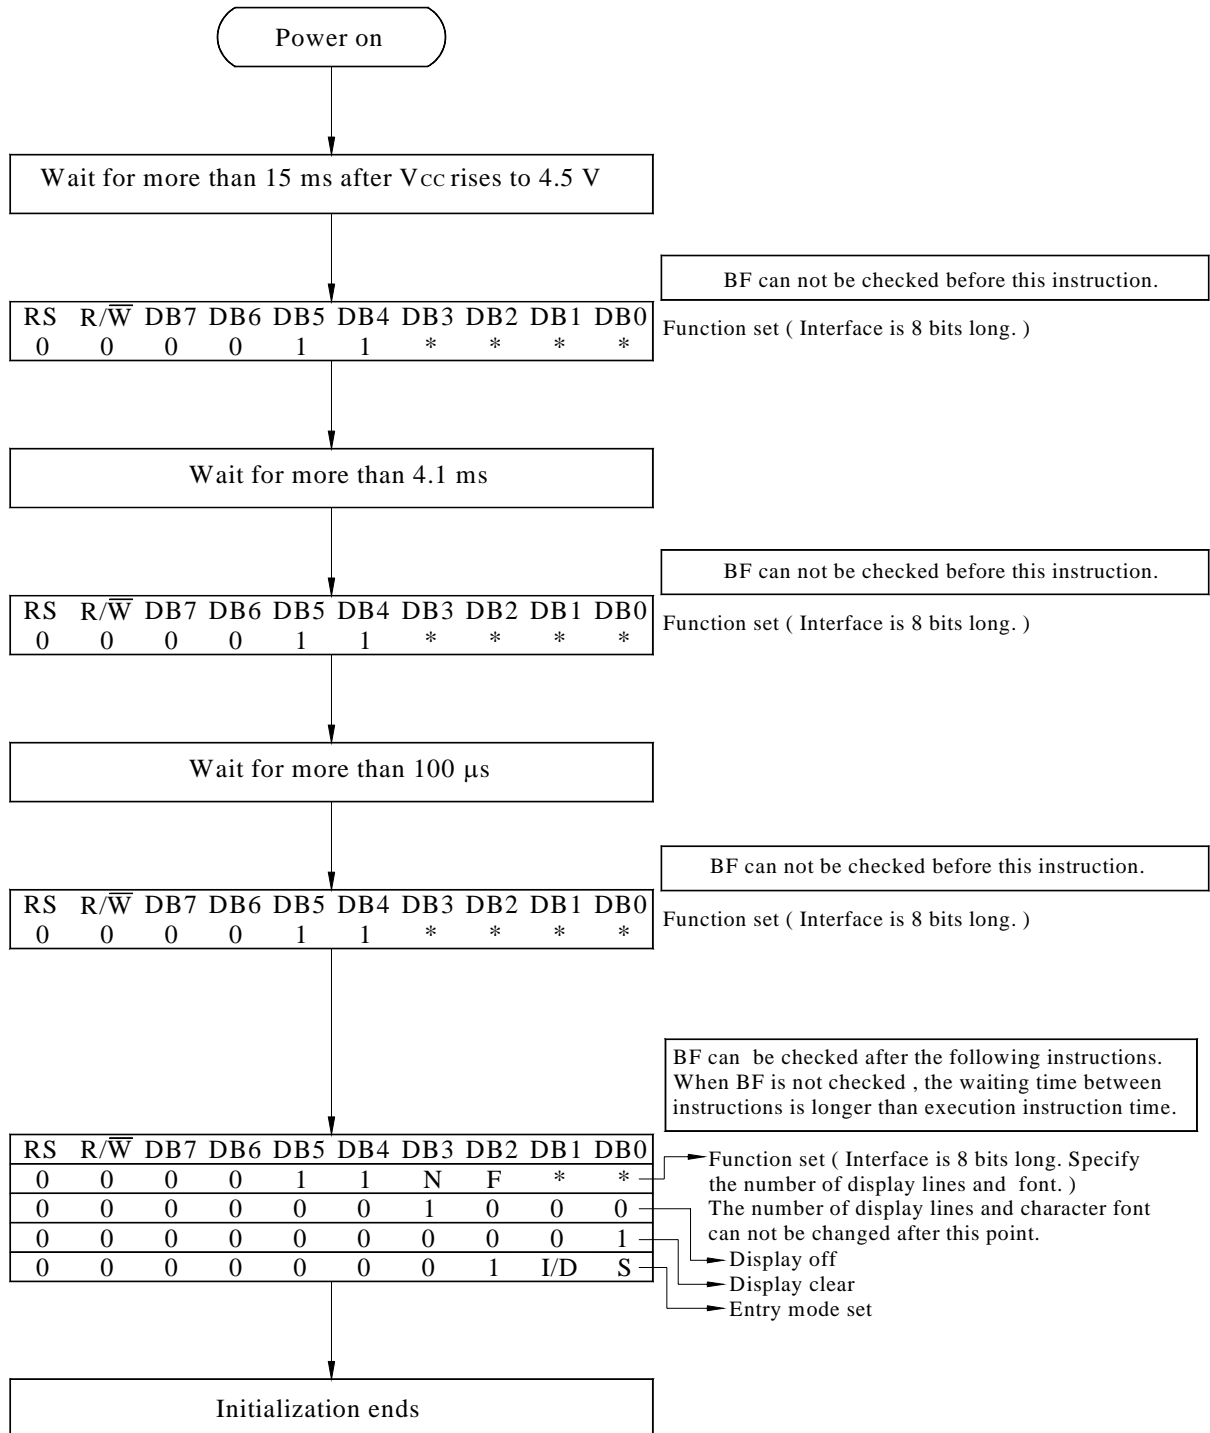 Power on
Wait for more than 15 ms after VCC rises to 4.5 V
BF can not be checked before this instruction.
RS R/W̅ DB7 DB6 DB5 DB4 DB3 DB2 DB1 DB0
0 0 0 0 1 1 * * * *
Function set ( Interface is 8 bits long. )
Wait for more than 4.1 ms
BF can not be checked before this instruction.
RS R/W̅ DB7 DB6 DB5 DB4 DB3 DB2 DB1 DB0
0 0 0 0 1 1 * * * *
Function set ( Interface is 8 bits long. )
Wait for more than 100 μs
BF can not be checked before this instruction.
RS R/W̅ DB7 DB6 DB5 DB4 DB3 DB2 DB1 DB0
0 0 0 0 1 1 * * * *
Function set ( Interface is 8 bits long. )
BF can be checked after the following instructions.
When BF is not checked , the waiting time between
instructions is longer than execution instruction time.
RS R/W̅ DB7 DB6 DB5 DB4 DB3 DB2 DB1 DB0
0 0 0 0 1 1 N F * *
0 0 0 0 0 0 1 0 0 0
0 0 0 0 0 0 0 0 0 1
0 0 0 0 0 0 0 1 I/D S
Function set ( Interface is 8 bits long. Specify
the number of display lines and font. )
The number of display lines and character font
can not be changed after this point.
Display off
Display clear
Entry mode set
Initialization ends